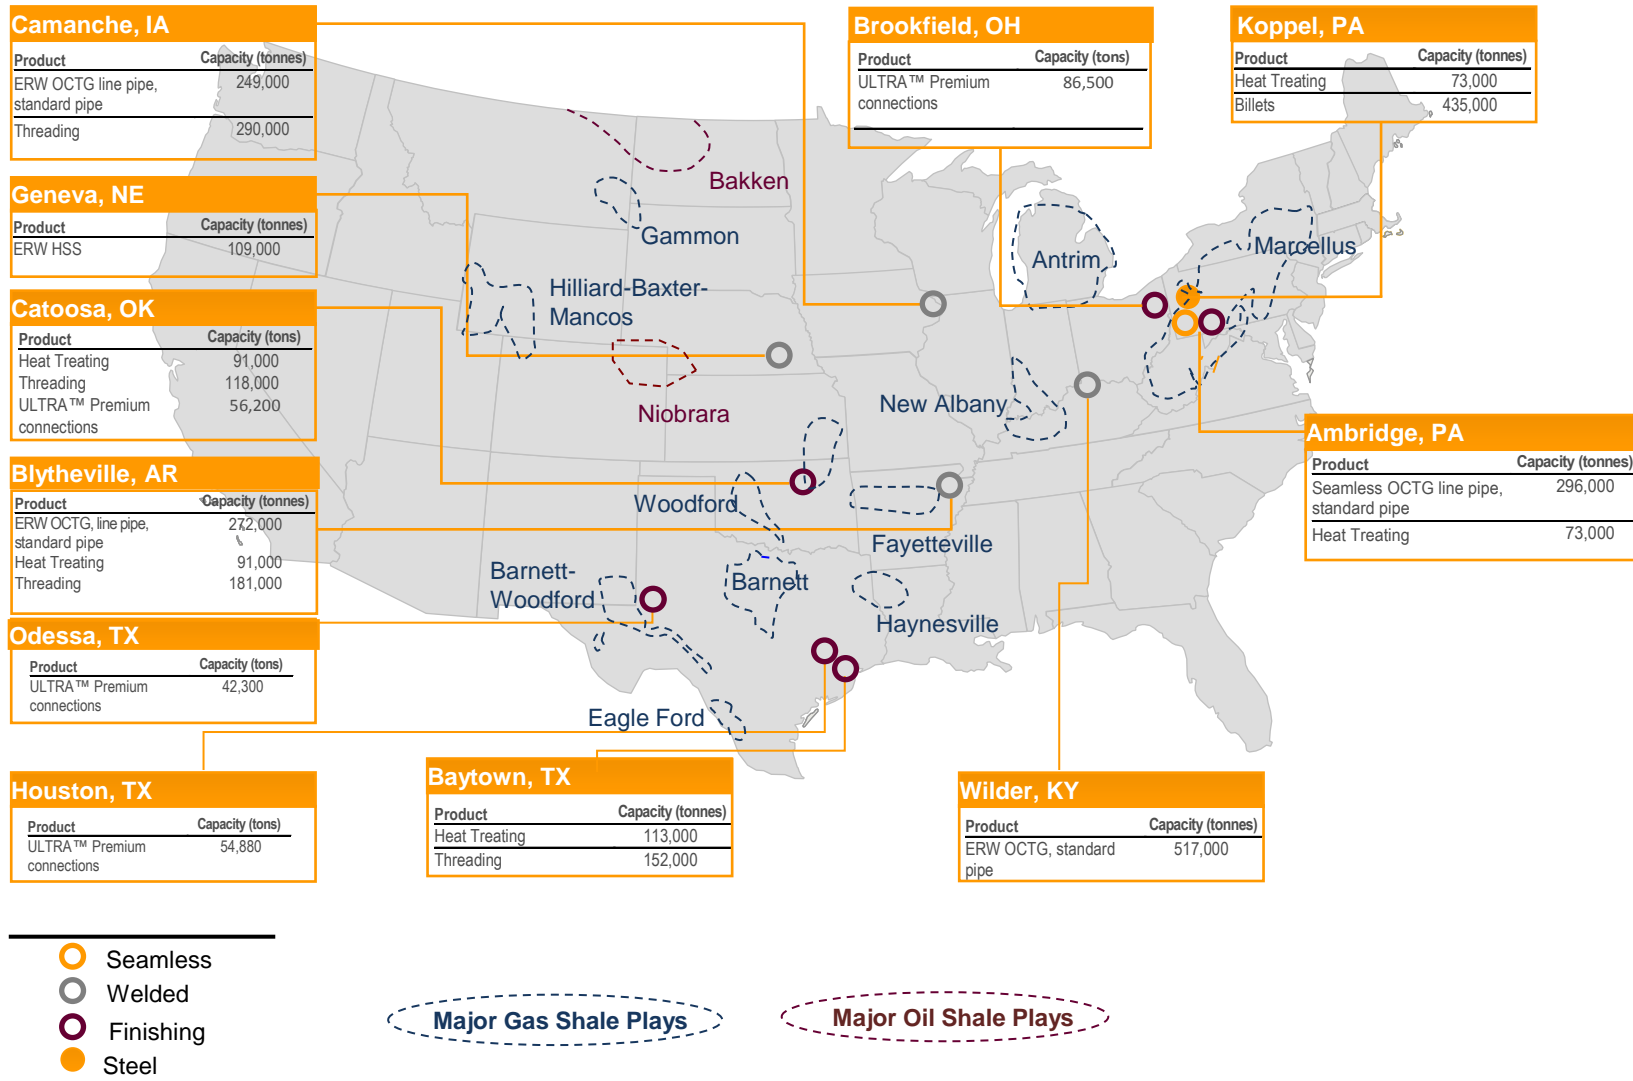 Camanche, IA
Product Capacity (tonnes)
ERW OCTG line pipe, 249,000
standard pipe
Threading 290,000
Geneva, NE
Product Capacity (tonnes)
ERW HSS 109,000
Catoosa, OK
Product Capacity (tons)
Heat Treating 91,000
Threading 118,000
ULTRA™ Premium 56,200
connections
Blytheville, AR
Product Capacity (tonnes)
ERW OCTG, line pipe, 272,000
standard pipe
Heat Treating 91,000
Threading 181,000
Odessa, TX
Product Capacity (tons)
ULTRA™ Premium 42,300
connections
Houston, TX
Product Capacity (tons)
ULTRA™ Premium 54,880
connections
Baytown, TX
Product Capacity (tonnes)
Heat Treating 113,000
Threading 152,000
Wilder, KY
Product Capacity (tonnes)
ERW OCTG, standard 517,000
pipe
Brookfield, OH
Product Capacity (tons)
ULTRA™ Premium 86,500
connections
Koppel, PA
Product Capacity (tonnes)
Heat Treating 73,000
Billets 435,000
Ambridge, PA
Product Capacity (tonnes)
Seamless OCTG line pipe, 296,000
standard pipe
Heat Treating 73,000
Bakken
Gammon
Hilliard-Baxter-
Mancos
Niobrara
Antrim
Marcellus
New Albany
Woodford
Fayetteville
Barnett-
Woodford
Barnett
Haynesville
Eagle Ford
Seamless
Welded
Finishing
Steel
Major Gas Shale Plays
Major Oil Shale Plays